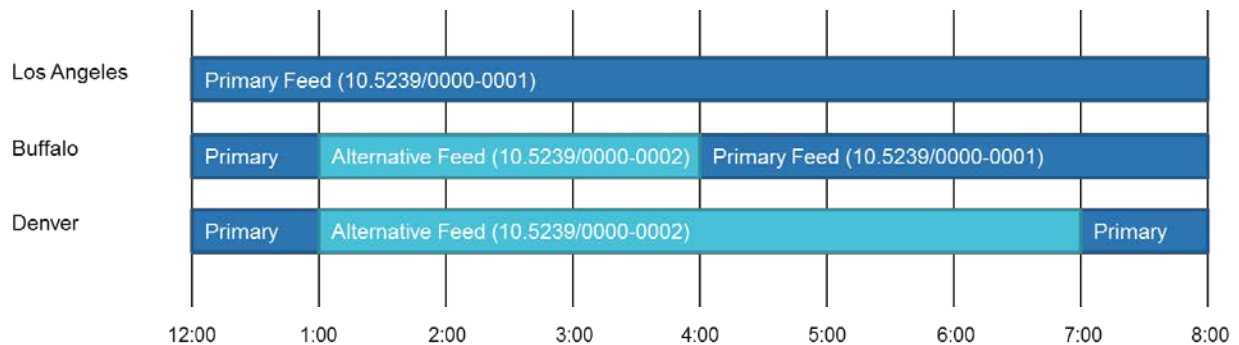 Los Angeles
Primary Feed (10.5239/0000-0001)
Buffalo
Primary
Alternative Feed (10.5239/0000-0002)
Primary Feed (10.5239/0000-0001)
Denver
Primary
Alternative Feed (10.5239/0000-0002)
Primary
12:00 1:00 2:00 3:00 4:00 5:00 6:00 7:00 8:00